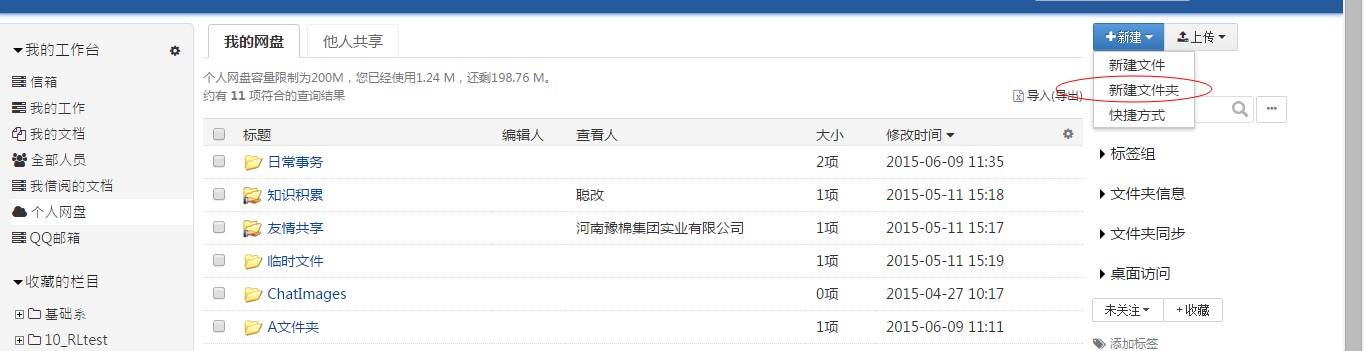 我的工作台
信箱
我的工作
我的文档
全部人员
我借阅的文档
个人网盘
QQ邮箱
收藏的栏目
基础系
10_RLtest
我的网盘 他人共享
个人网盘容量限制为200M，您已经使用1.24 M，还剩198.76 M。
约有 11 项符合的查询结果
导入(导出)
标题 编辑人 查看人 大小 修改时间
日常事务 2项 2015-06-09 11:35
知识积累 聪改 1项 2015-05-11 15:18
友情共享 河南豫棉集团实业有限公司 1项 2015-05-11 15:17
临时文件 1项 2015-05-11 15:19
ChatImages 0项 2015-04-27 10:17
A文件夹 1项 2015-06-09 11:11
新建 上传
新建文件
新建文件夹
快捷方式
标签组
文件夹信息
文件夹同步
桌面访问
未关注 +收藏
添加标签